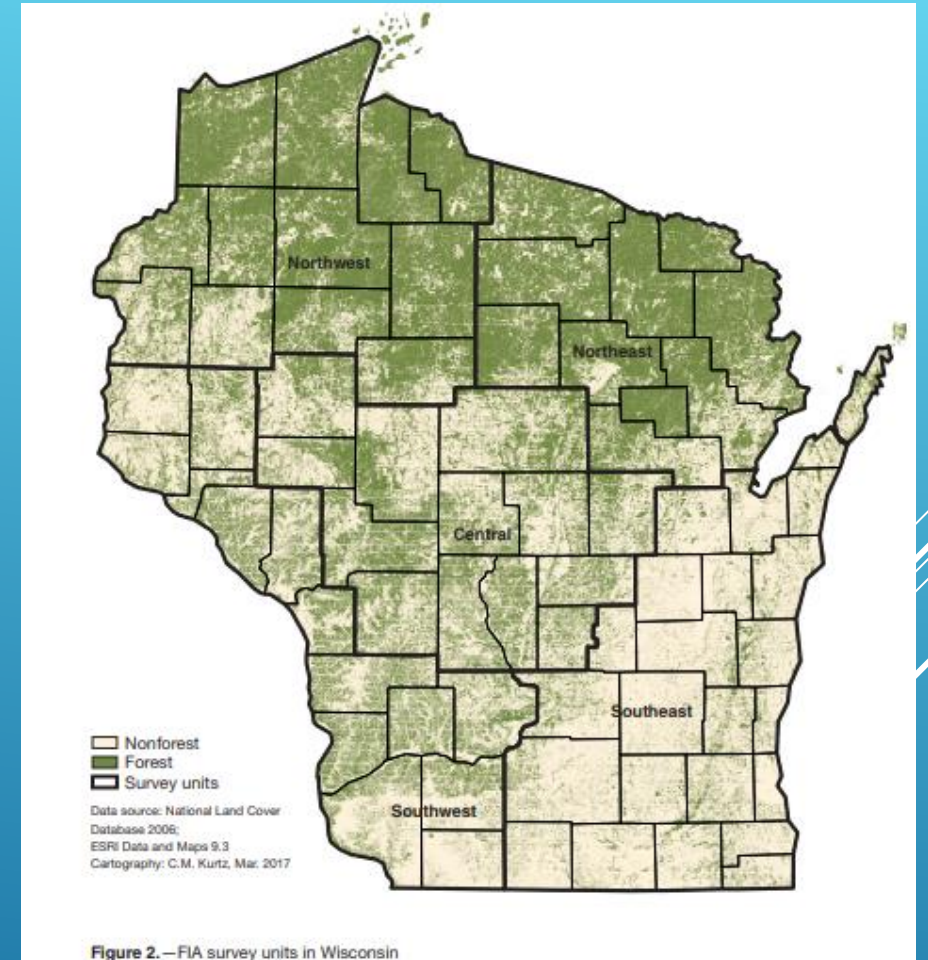 Northwest
Northeast
Central
Southeast
Southwest
Nonforest
Forest
Survey units
Data source: National Land Cover
Database 2006;
ESRI Data and Maps 9.3
Cartography: C.M. Kurtz, Mar. 2017
Figure 2.—FIA survey units in Wisconsin